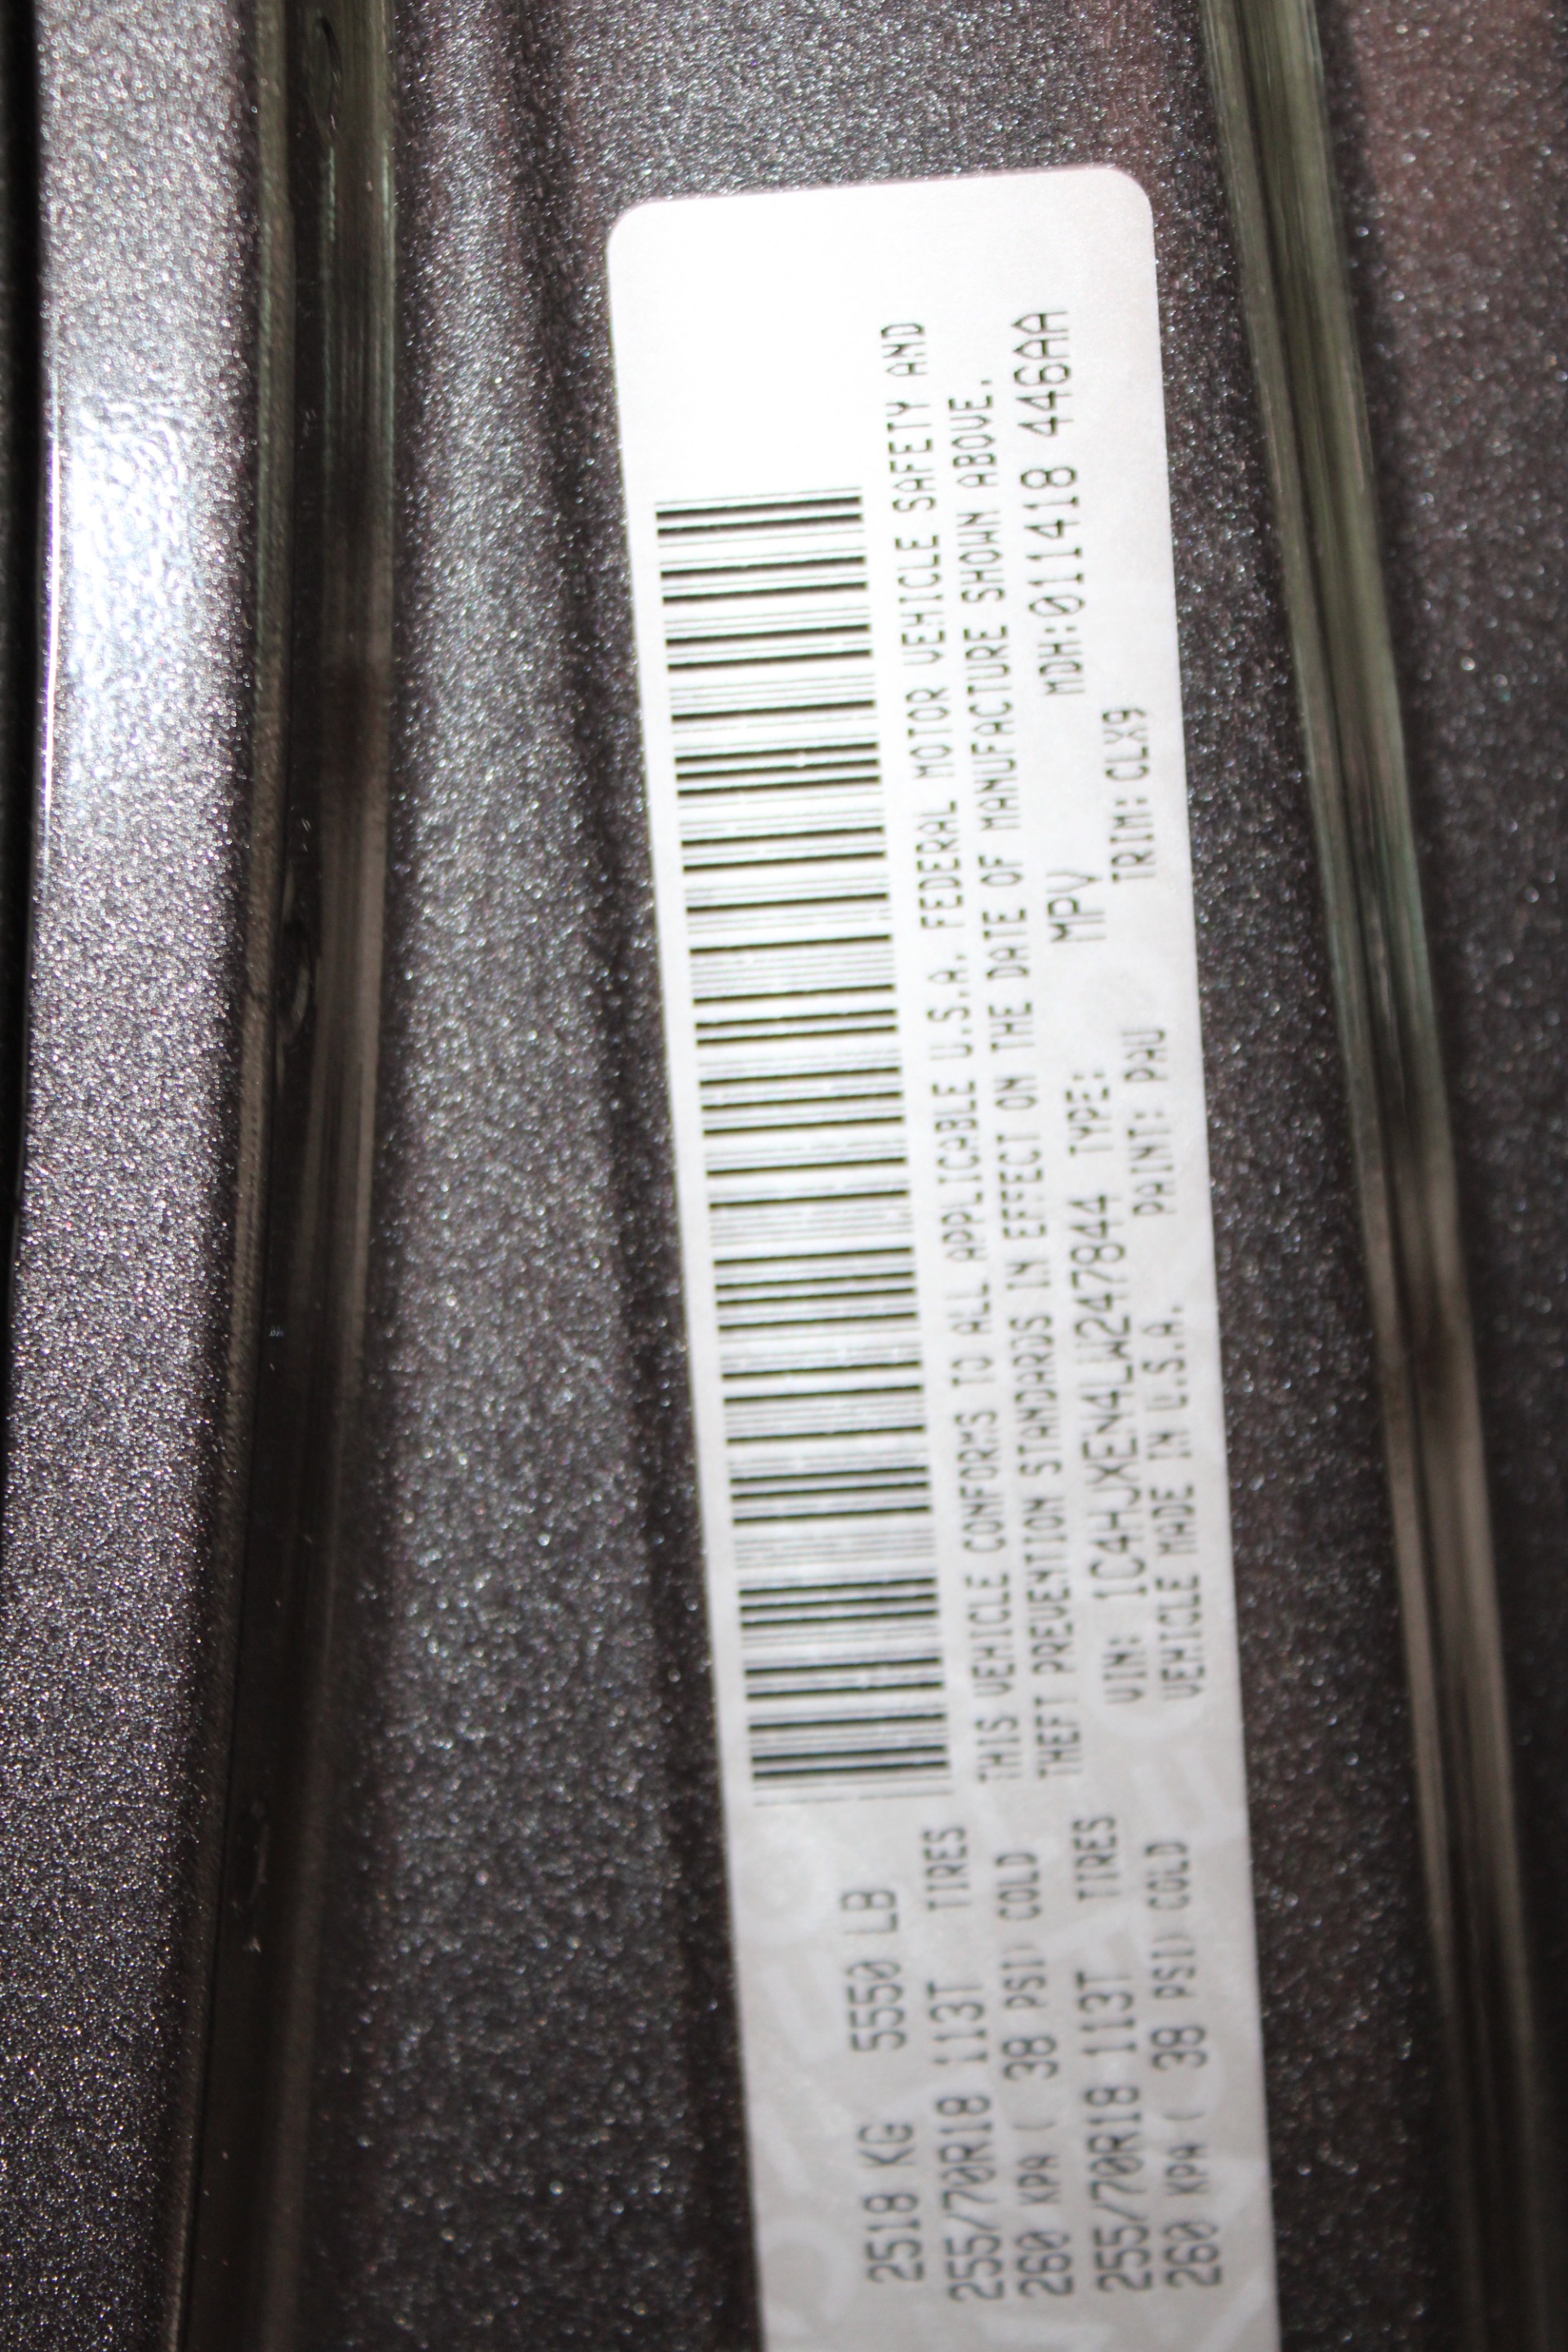 2518 KG 5550 LB
255/70R18 113T TIRES
260 KPA ( 38 PSI) COLD
255/70R18 113T TIRES
260 KPA ( 38 PSI) COLD
THIS VEHICLE CONFORMS TO ALL APPLICABLE U.S.A. FEDERAL MOTOR VEHICLE SAFETY AND
THEFT PREVENTION STANDARDS IN EFFECT ON THE DATE OF MANUFACTURE SHOWN ABOVE.
VIN: 1C4HJXEN4LW247844 TYPE: MPV MDH:011418 446AA
VEHICLE MADE IN U.S.A. PAINT: PAU TRIM: CLX9